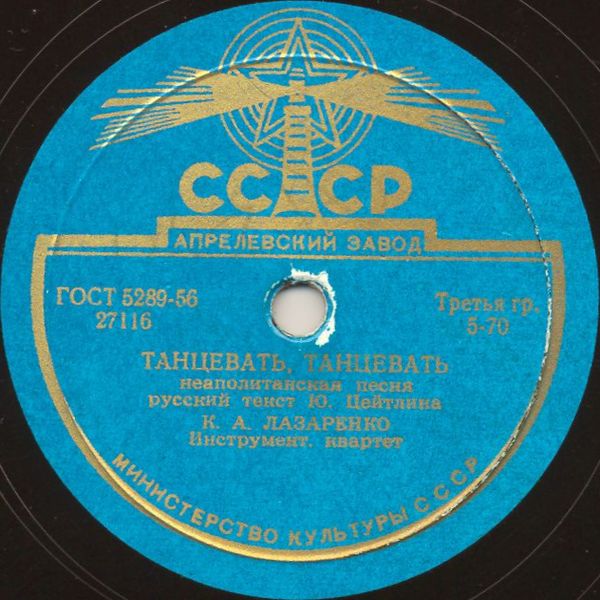 СССР
АПРЕЛЕВСКИЙ ЗАВОД
ГОСТ 5289-56
27116
Третья гр.
5-70
ТАНЦЕВАТЬ, ТАНЦЕВАТЬ
неаполитанская песня
русский текст Ю. Цейтлина
К. А. ЛАЗАРЕНКО
Инструмент. квартет
МИНИСТЕРСТВО КУЛЬТУРЫ СССР